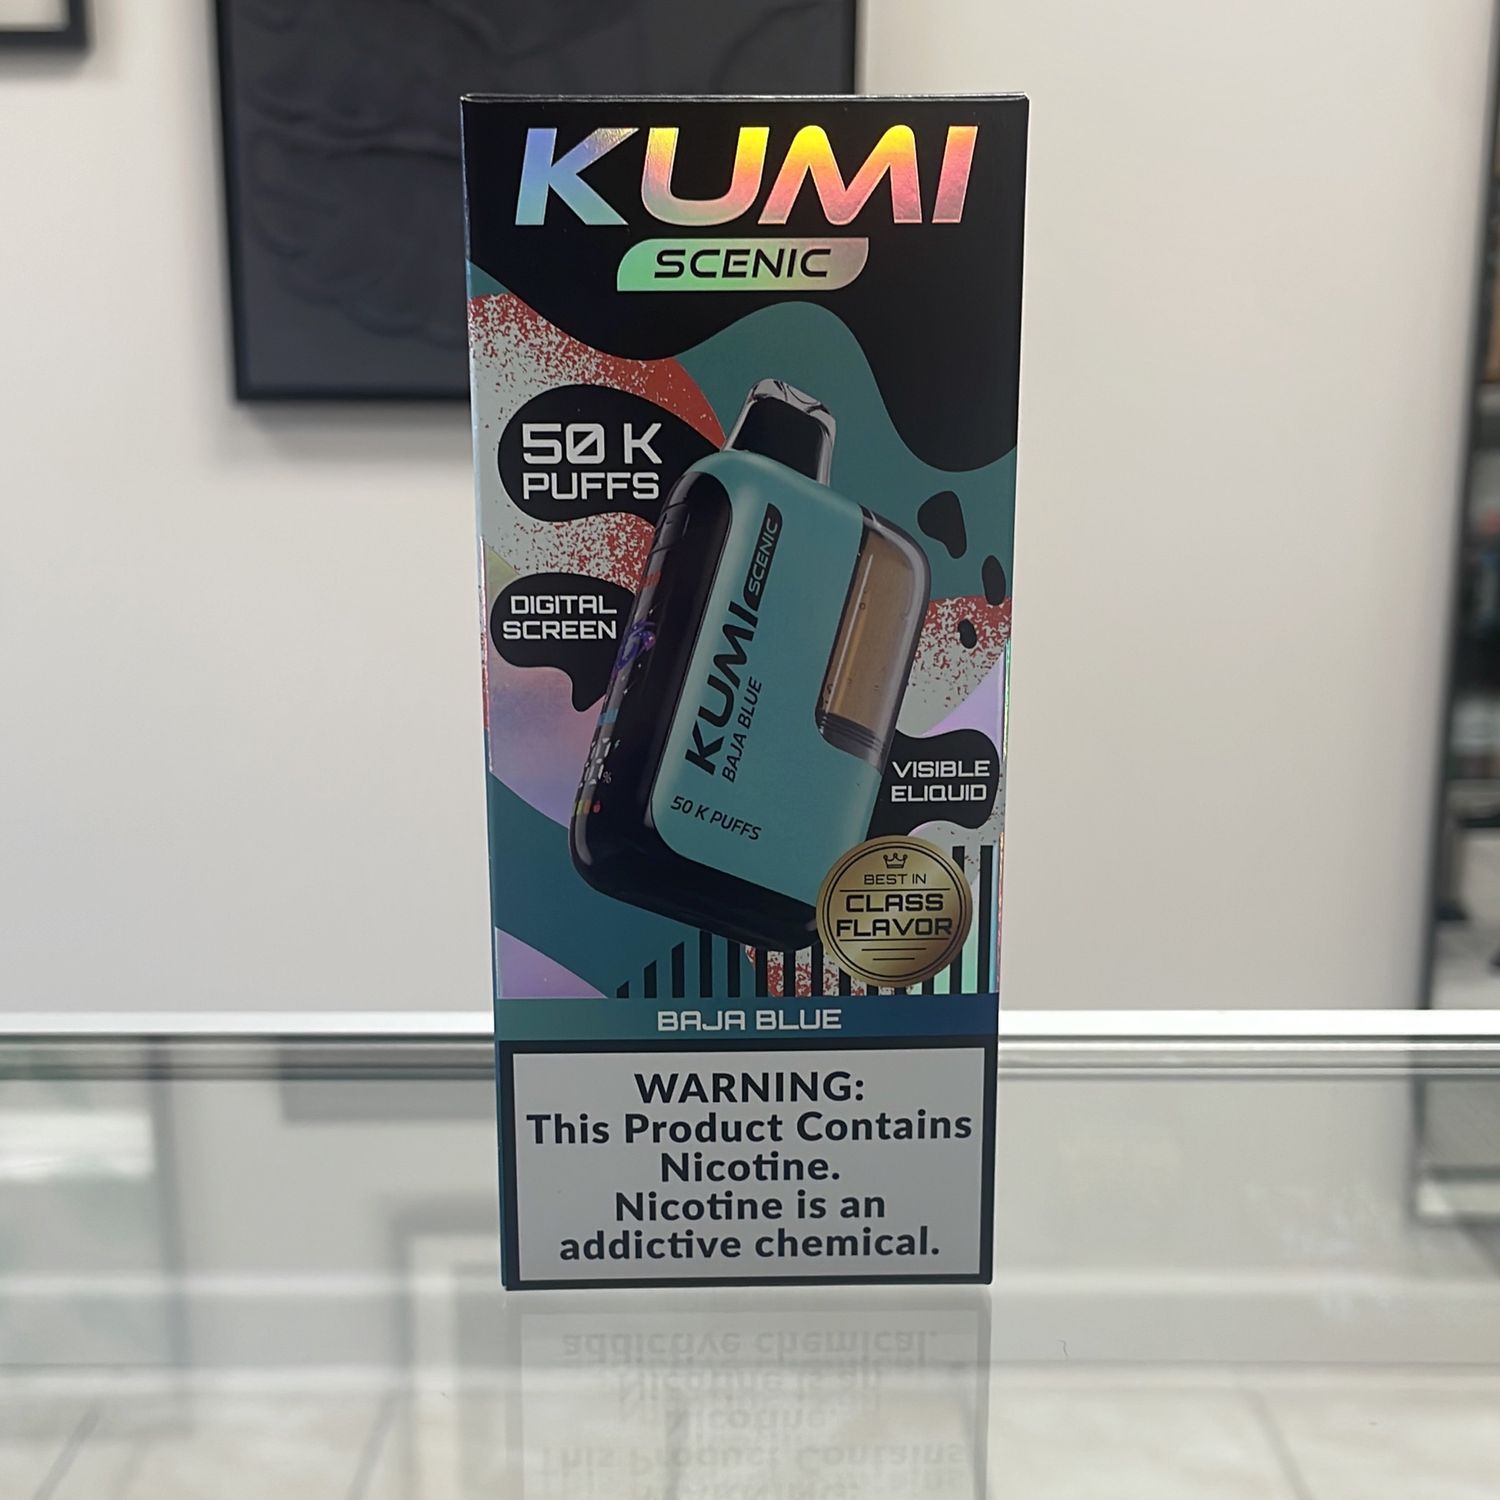 KUMI
SCENIC
50 K
PUFFS
DIGITAL
SCREEN
KUMI SCENIC
BAJA BLUE
50 K PUFFS
VISIBLE
ELIQUID
BEST IN
CLASS
FLAVOR
BAJA BLUE
WARNING:
This Product Contains
Nicotine.
Nicotine is an
addictive chemical.